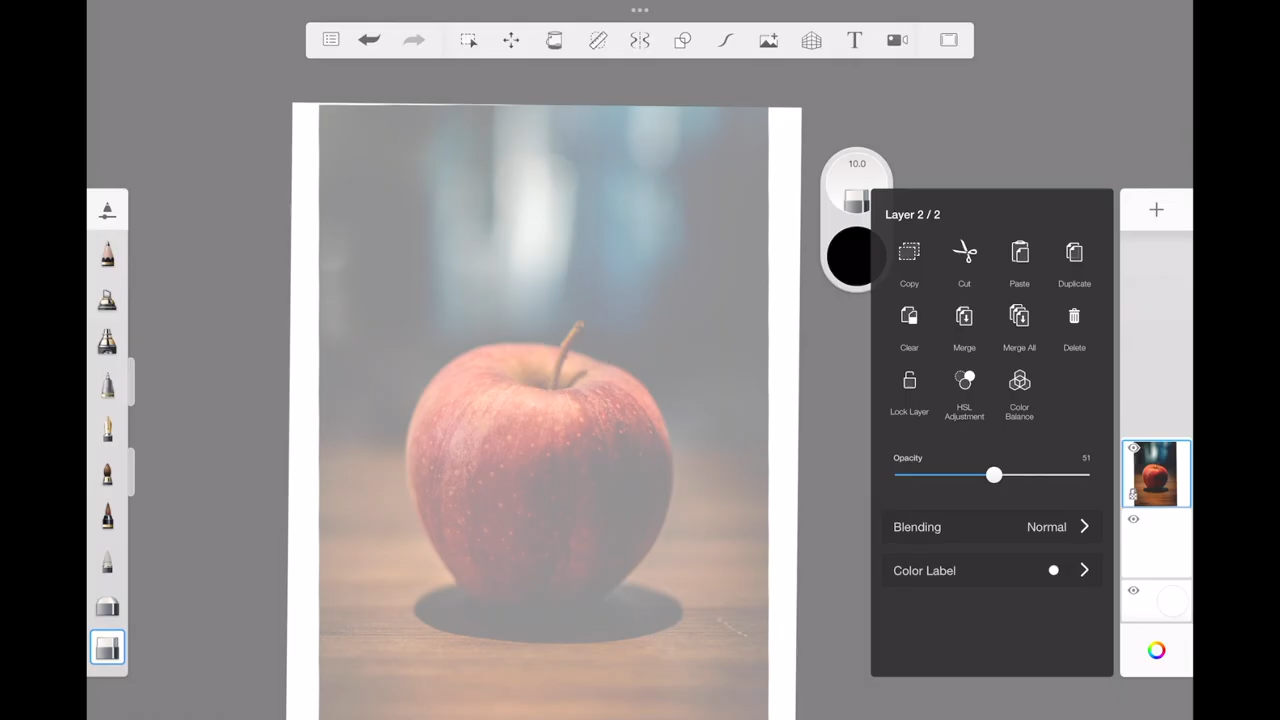 T
10.0
Layer 2 / 2
Copy Cut Paste Duplicate
Clear Merge Merge All Delete
Lock Layer HSL Adjustment Color Balance
Opacity 51
Blending Normal
Color Label